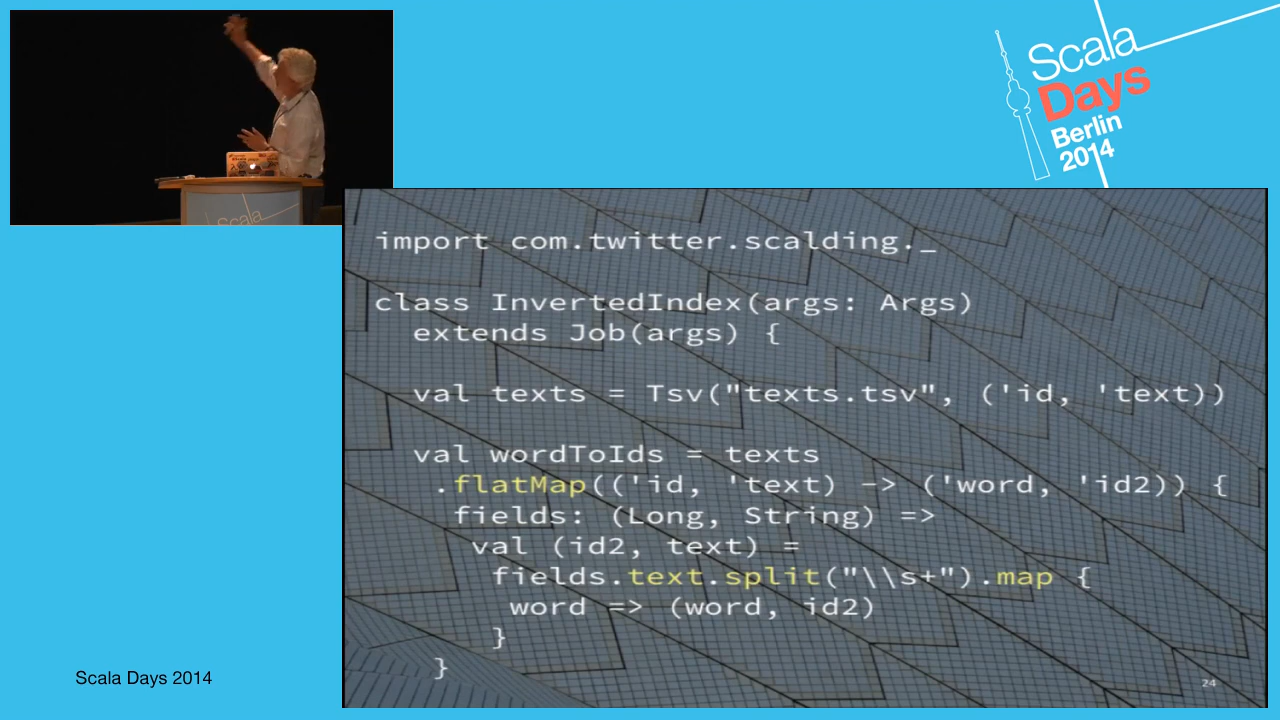 Scala
Days
Berlin
2014
Scala
import com.twitter.scalding._
class InvertedIndex(args: Args)
extends Job(args) {
val texts = Tsv("texts.tsv", ('id, 'text))
val wordToIds = texts
.flatMap(('id, 'text) -> ('word, 'id2)) {
fields: (Long, String) =>
val (id2, text) =
fields.text.split("\\s+").map {
word => (word, id2)
}
}
24
Scala Days 2014